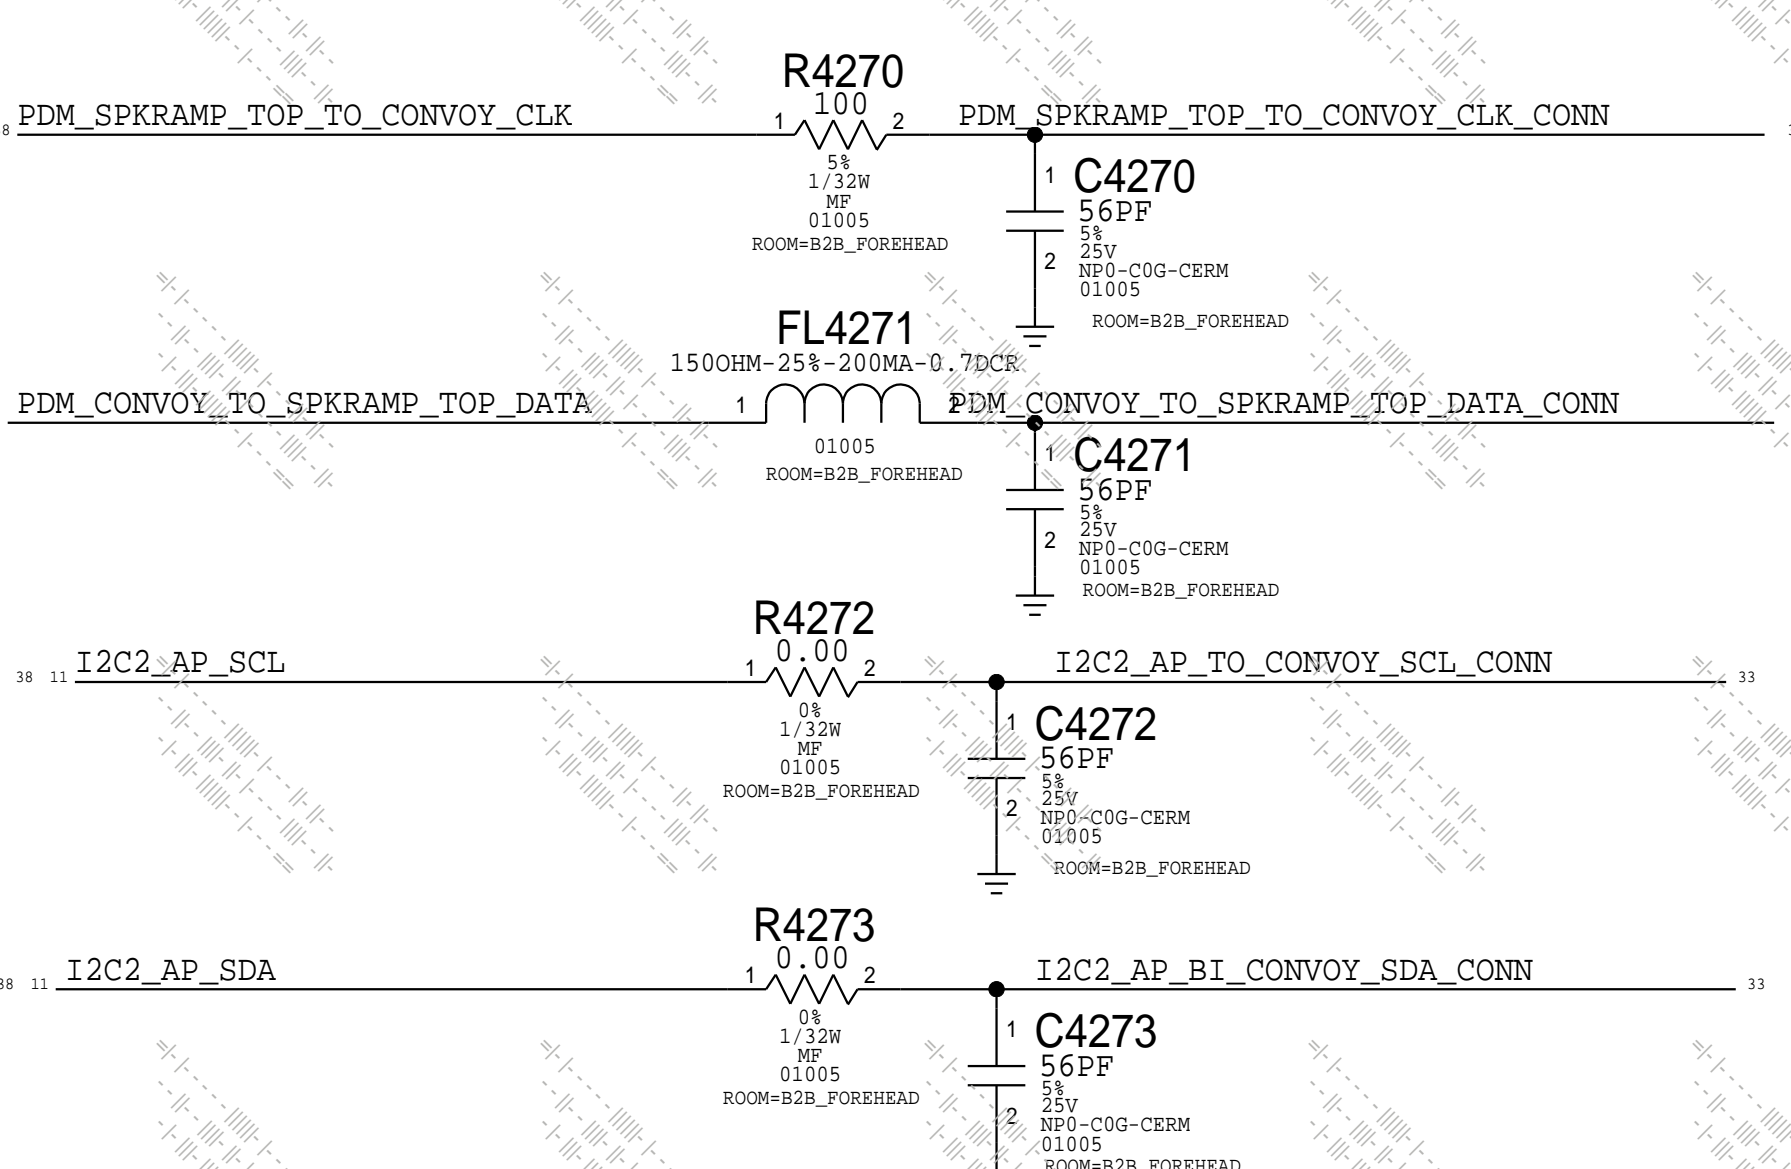 R4270
100
8 PDM_SPKRAMP_TOP_TO_CONVOY_CLK 1 2 PDM_SPKRAMP_TOP_TO_CONVOY_CLK_CONN
5%
1/32W
MF
01005
ROOM=B2B_FOREHEAD
1 C4270
56PF
5%
25V
2 NP0-C0G-CERM
01005
ROOM=B2B_FOREHEAD
FL4271
150OHM-25%-200MA-0.7DCR
PDM_CONVOY_TO_SPKRAMP_TOP_DATA 1 2 PDM_CONVOY_TO_SPKRAMP_TOP_DATA_CONN
01005
ROOM=B2B_FOREHEAD
1 C4271
56PF
5%
25V
2 NP0-C0G-CERM
01005
ROOM=B2B_FOREHEAD
R4272
0.00
38 11 I2C2_AP_SCL 1 2 I2C2_AP_TO_CONVOY_SCL_CONN 33
0%
1/32W
MF
01005
ROOM=B2B_FOREHEAD
1 C4272
56PF
5%
25V
2 NP0-C0G-CERM
01005
ROOM=B2B_FOREHEAD
R4273
0.00
38 11 I2C2_AP_SDA 1 2 I2C2_AP_BI_CONVOY_SDA_CONN 33
0%
1/32W
MF
01005
ROOM=B2B_FOREHEAD
1 C4273
56PF
5%
25V
2 NP0-C0G-CERM
01005
ROOM=B2B_FOREHEAD